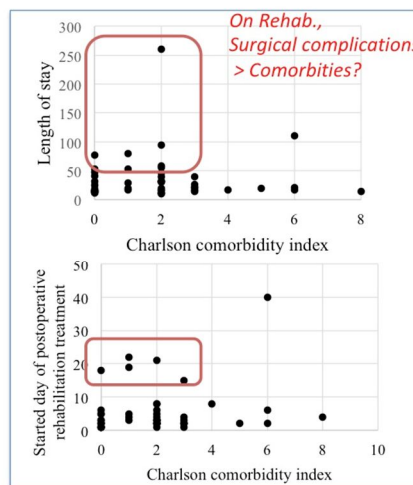 On Rehab.,
Surgical complication
> Comorbities?
300
250
200
150
100
50
0
Length of stay
0 2 4 6 8
Charlson comorbidity index
50
40
30
20
10
0
Started day of postoperative
rehabilitation treatment
0 2 4 6 8 10
Charlson comorbidity index